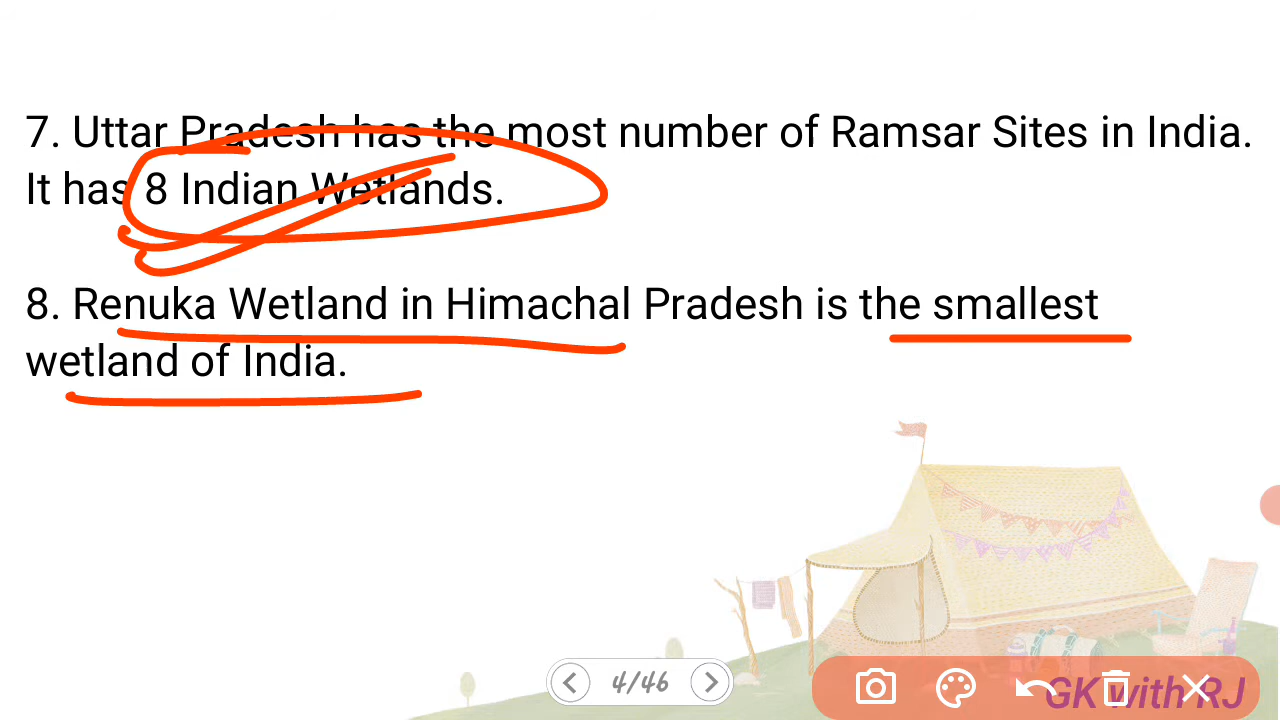 7. Uttar Pradesh has the most number of Ramsar Sites in India.
It has 8 Indian Wetlands.
8. Renuka Wetland in Himachal Pradesh is the smallest
wetland of India.
4/46
GK with RJ